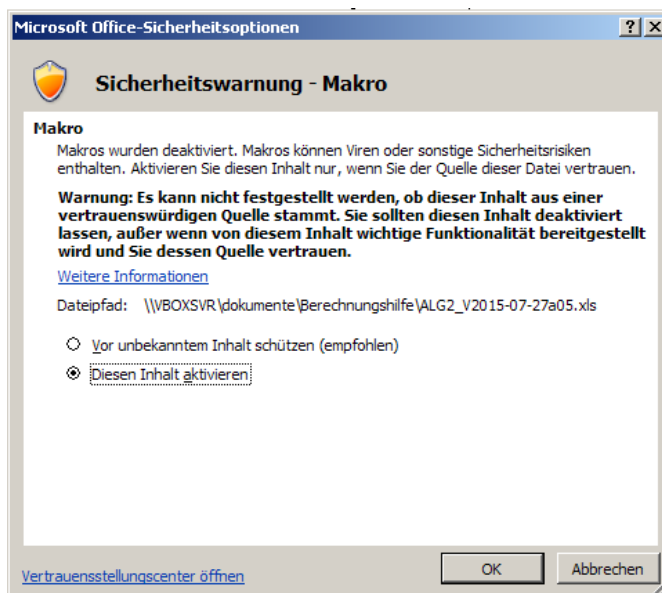 Microsoft Office-Sicherheitsoptionen
Sicherheitswarnung - Makro
Makro
Makros wurden deaktiviert. Makros können Viren oder sonstige Sicherheitsrisiken
enthalten. Aktivieren Sie diesen Inhalt nur, wenn Sie der Quelle dieser Datei vertrauen.
Warnung: Es kann nicht festgestellt werden, ob dieser Inhalt aus einer
vertrauenswürdigen Quelle stammt. Sie sollten diesen Inhalt deaktiviert
lassen, außer wenn von diesem Inhalt wichtige Funktionalität bereitgestellt
wird und Sie dessen Quelle vertrauen.
Weitere Informationen
Dateipfad: \\VBOXSVR\dokumente\Berechnungshilfe\ALG2_V2015-07-27a05.xls
Vor unbekanntem Inhalt schützen (empfohlen)
Diesen Inhalt aktivieren
Vertrauensstellungscenter öffnen
OK
Abbrechen